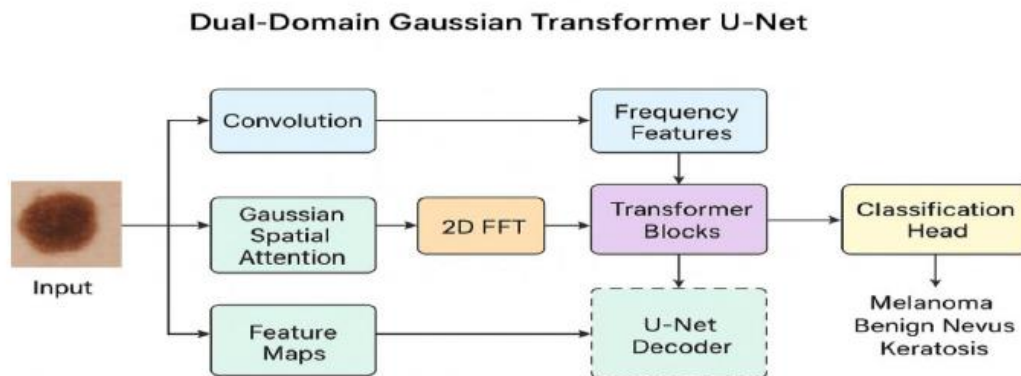 Dual-Domain Gaussian Transformer U-Net
Convolution
Frequency
Features
Input
Gaussian
Spatial
Attention
2D FFT
Transformer
Blocks
Classification
Head
Feature
Maps
U-Net
Decoder
Melanoma
Benign Nevus
Keratosis